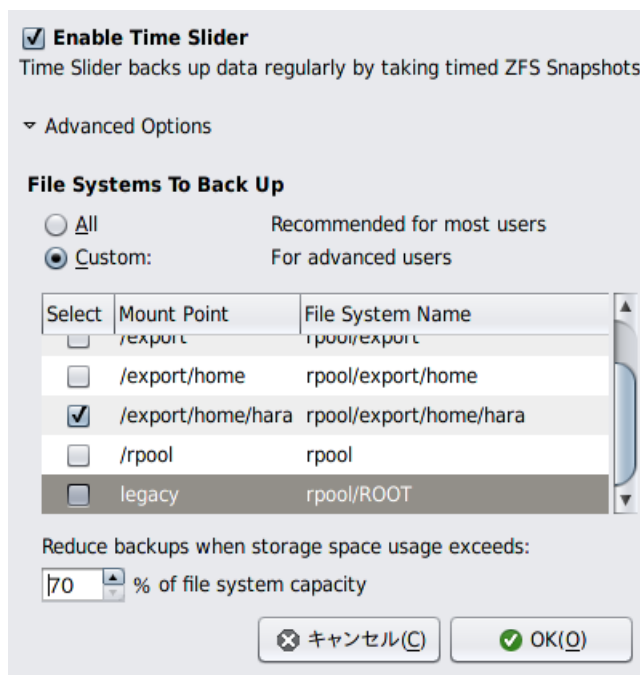 Enable Time Slider
Time Slider backs up data regularly by taking timed ZFS Snapshots
Advanced Options
File Systems To Back Up
All Recommended for most users
Custom: For advanced users
Select Mount Point File System Name
/export rpool/export
/export/home rpool/export/home
/export/home/hara rpool/export/home/hara
/rpool rpool
legacy rpool/ROOT
Reduce backups when storage space usage exceeds:
70 % of file system capacity
キャンセル(C) OK(O)